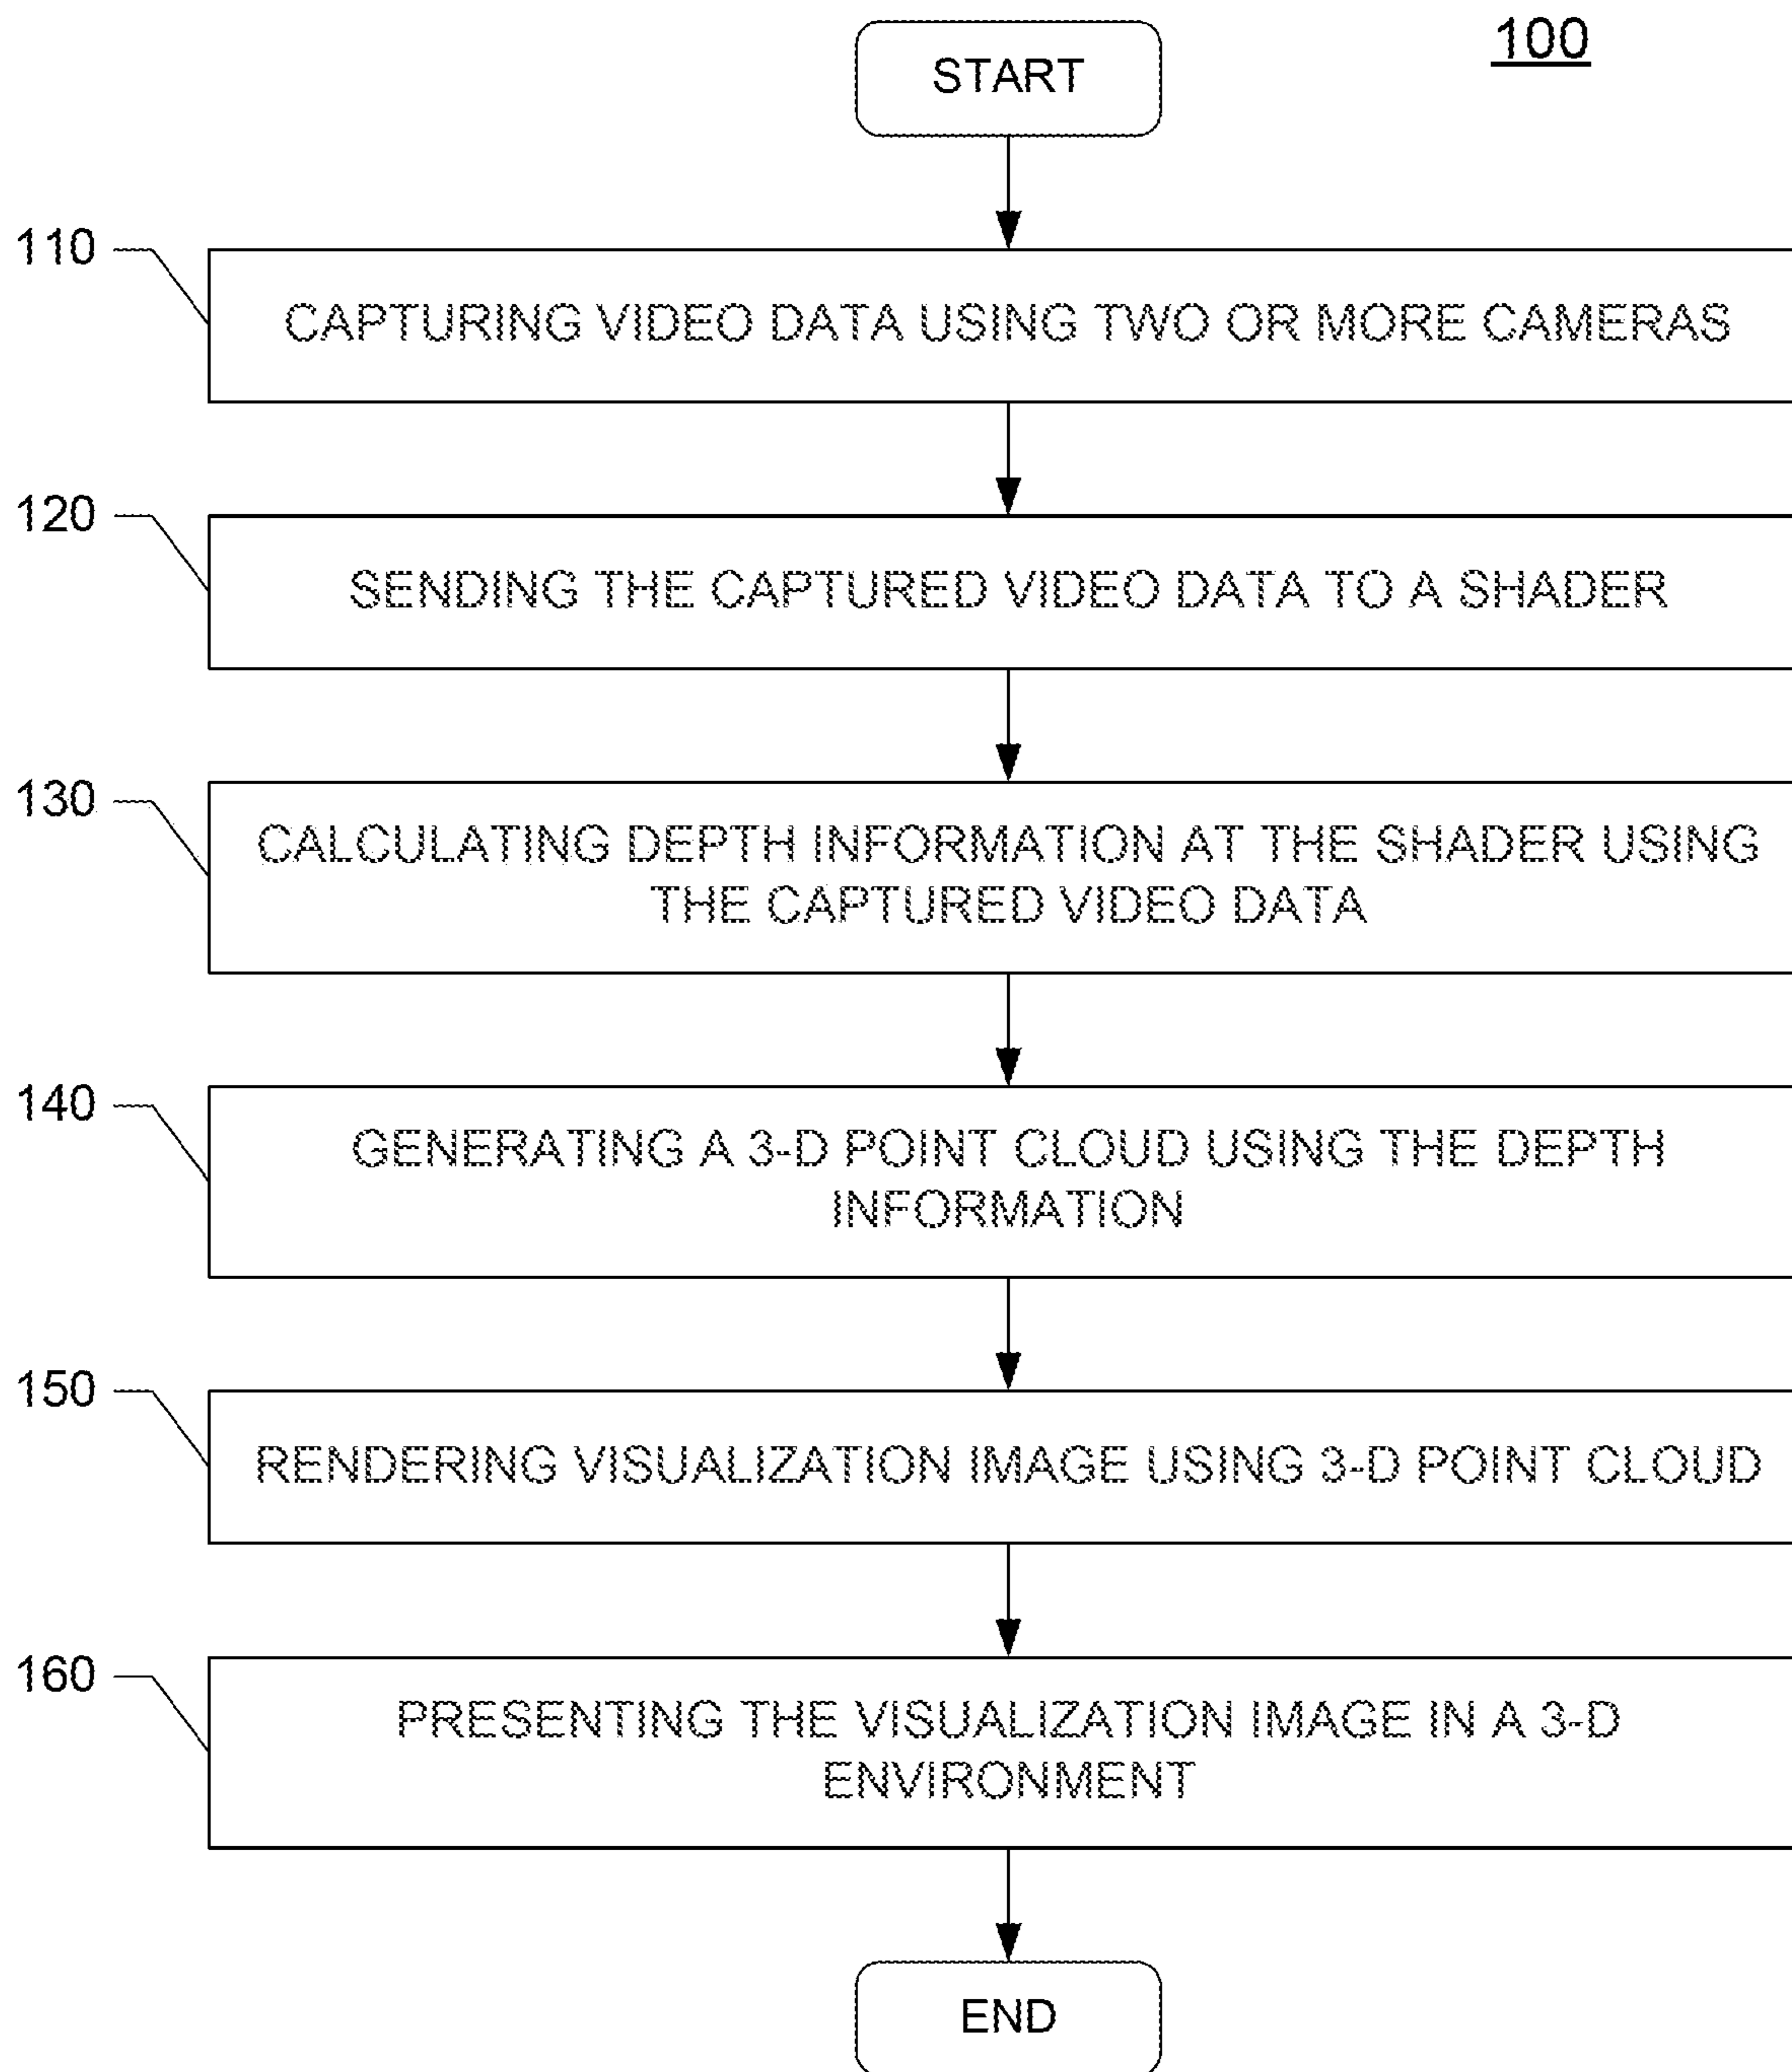 100
START
110
CAPTURING VIDEO DATA USING TWO OR MORE CAMERAS
120
SENDING THE CAPTURED VIDEO DATA TO A SHADER
130
CALCULATING DEPTH INFORMATION AT THE SHADER USING
THE CAPTURED VIDEO DATA
140
GENERATING A 3-D POINT CLOUD USING THE DEPTH
INFORMATION
150
RENDERING VISUALIZATION IMAGE USING 3-D POINT CLOUD
160
PRESENTING THE VISUALIZATION IMAGE IN A 3-D
ENVIRONMENT
END